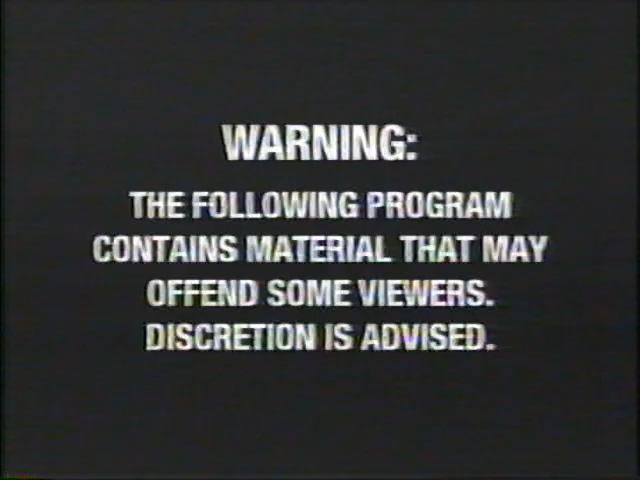 WARNING:
THE FOLLOWING PROGRAM
CONTAINS MATERIAL THAT MAY
OFFEND SOME VIEWERS.
DISCRETION IS ADVISED.